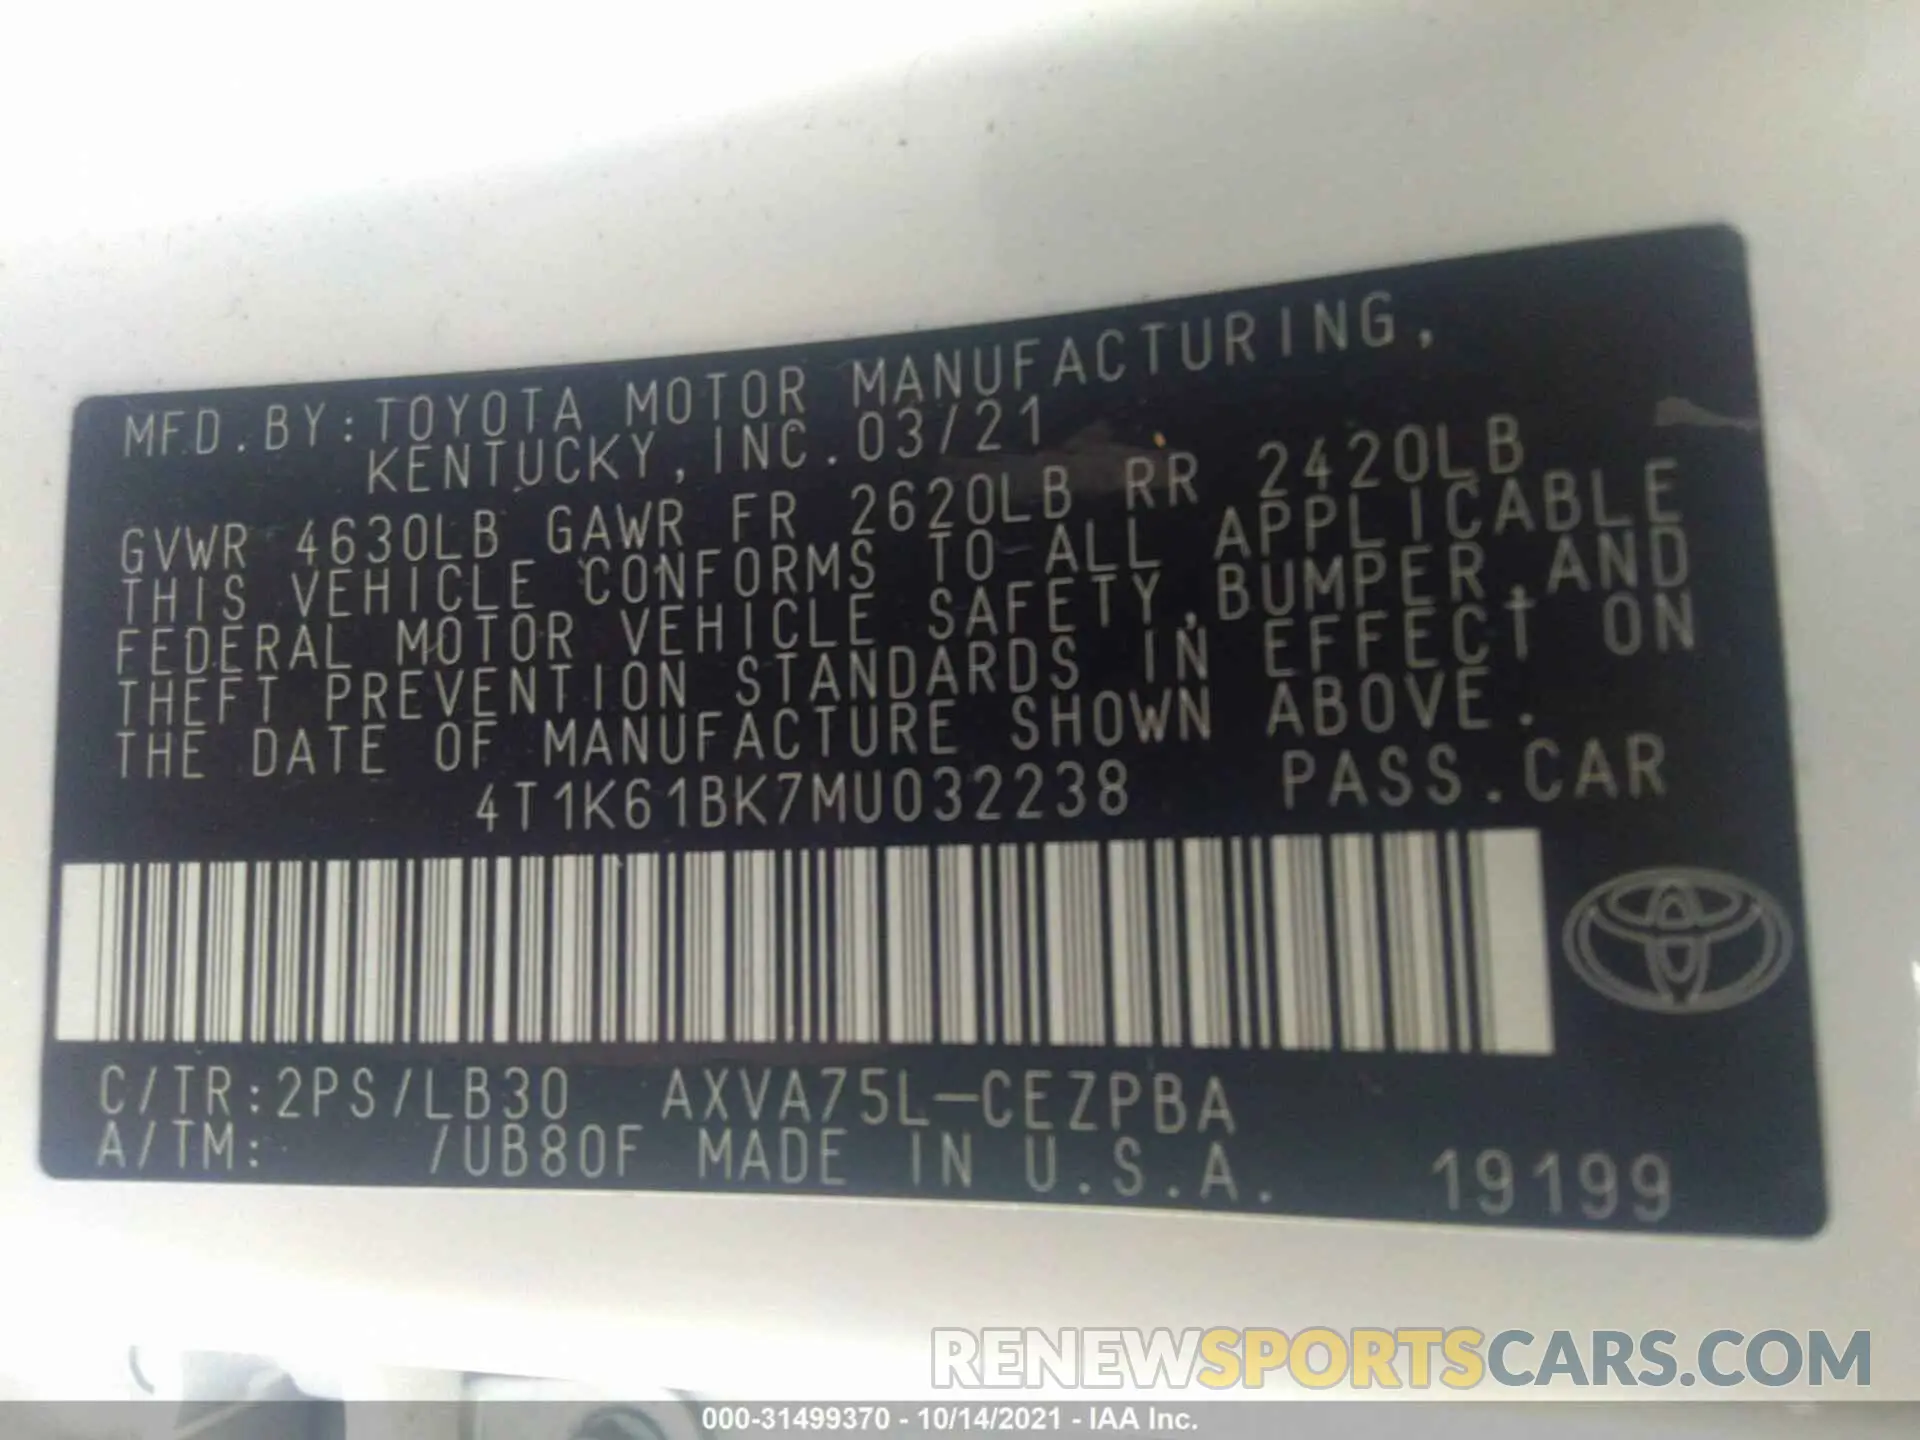 MFD.BY:TOYOTA MOTOR MANUFACTURING,
KENTUCKY,INC.03/21
GVWR 4630LB GAWR FR 2620LB RR 2420LB
THIS VEHICLE CONFORMS TO ALL APPLICABLE
FEDERAL MOTOR VEHICLE SAFETY,BUMPER,AND
THEFT PREVENTION STANDARDS IN EFFECT ON
THE DATE OF MANUFACTURE SHOWN ABOVE.
4T1K61BK7MU032238 PASS.CAR
C/TR:2PS/LB30 AXVA75L-CEZPBA
A/TM: /UB80F MADE IN U.S.A. 19199
RENEWSPORTSCARS.COM
000-31499370 - 10/14/2021 - IAA Inc.